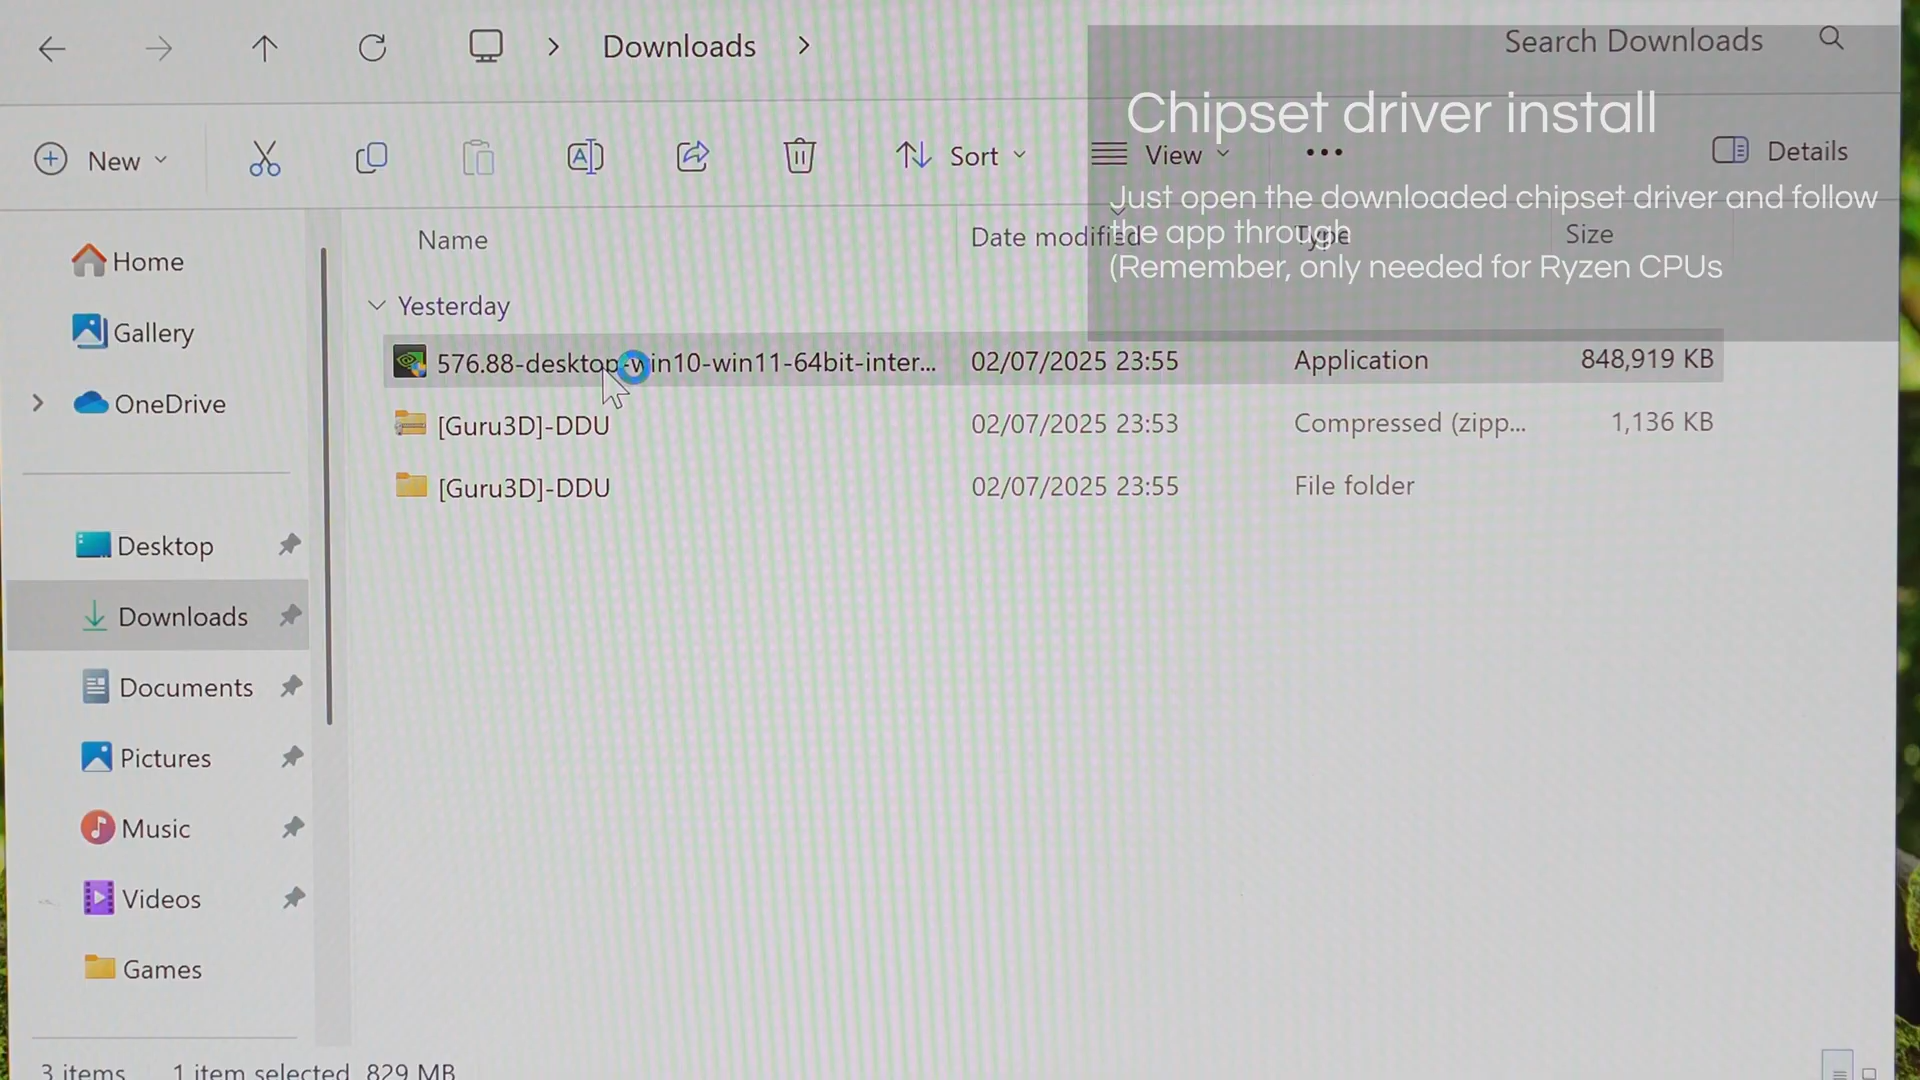 Downloads
Search Downloads
Chipset driver install
Just open the downloaded chipset driver and follow
the app through
(Remember, only needed for Ryzen CPUs
New
Sort
View
Details
Name
Date modified
Type
Size
Yesterday
576.88-desktop-win10-win11-64bit-inter...
02/07/2025 23:55
Application
848,919 KB
[Guru3D]-DDU
02/07/2025 23:53
Compressed (zipp...
1,136 KB
[Guru3D]-DDU
02/07/2025 23:55
File folder
Home
Gallery
OneDrive
Desktop
Downloads
Documents
Pictures
Music
Videos
Games
3 items
1 item selected 829 MB